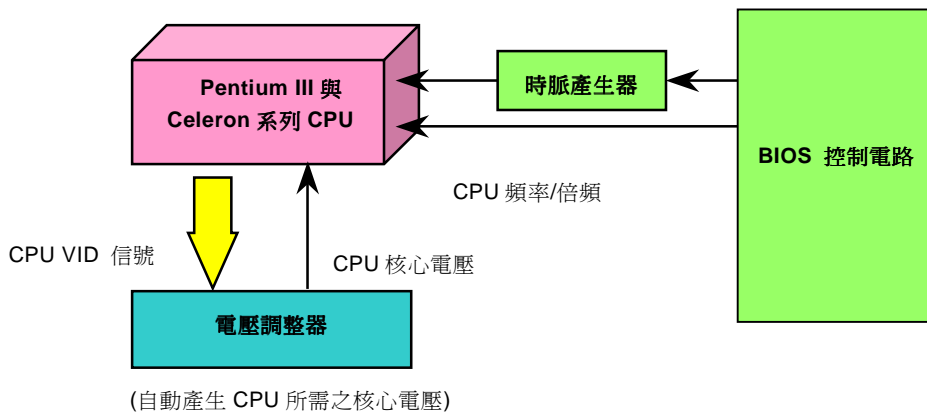 Pentium III 與
Celeron 系列 CPU
時脈產生器
BIOS 控制電路
CPU 頻率/倍頻
CPU VID 信號
CPU 核心電壓
電壓調整器
(自動產生 CPU 所需之核心電壓)